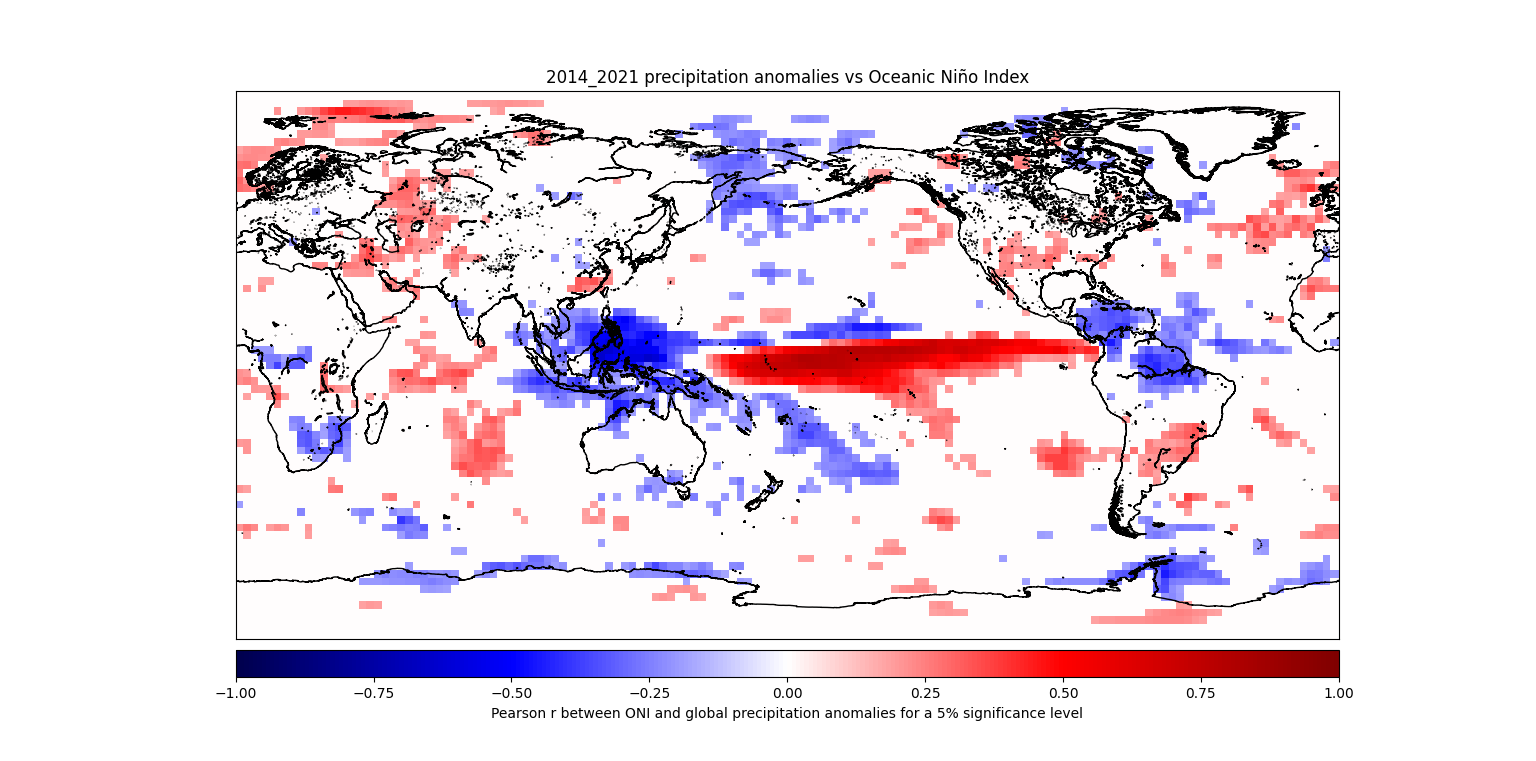 2014_2021 precipitation anomalies vs Oceanic Niño Index
−1.00 −0.75 −0.50 −0.25 0.00 0.25 0.50 0.75 1.00
Pearson r between ONI and global precipitation anomalies for a 5% significance level